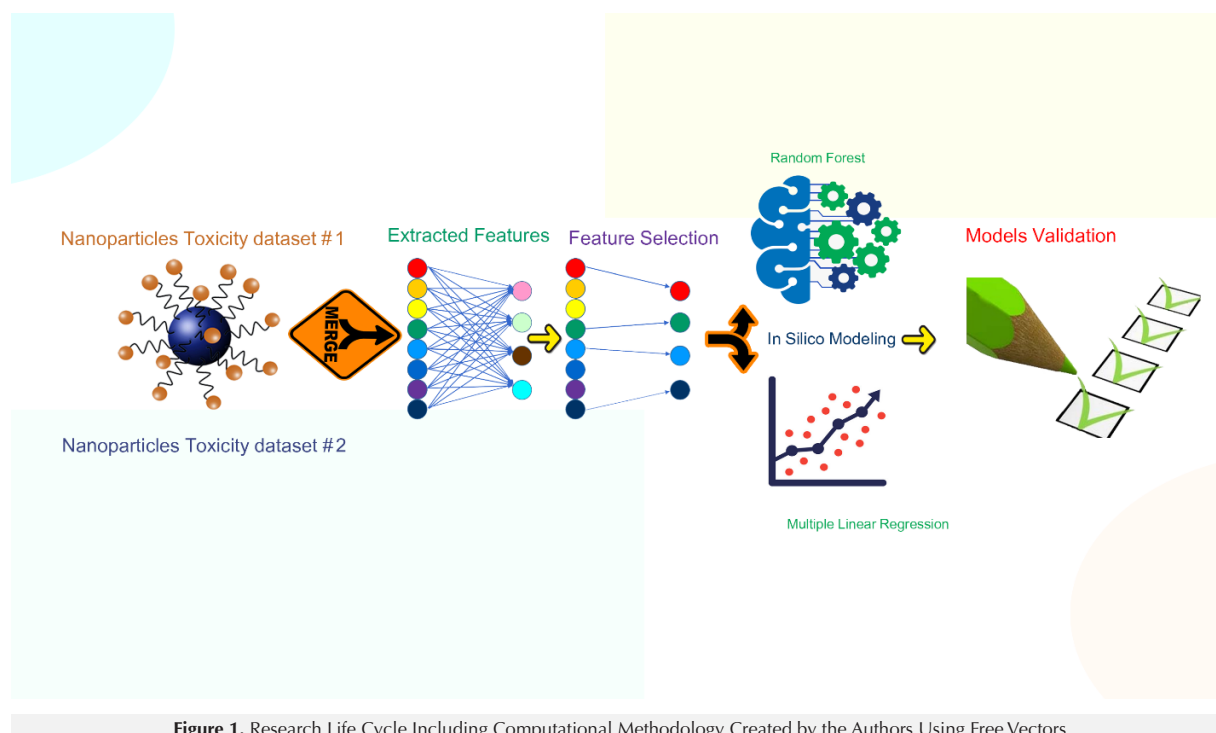 Random Forest
Nanoparticles Toxicity dataset #1
Extracted Features
Feature Selection
Models Validation
MERGE
In Silico Modeling
Nanoparticles Toxicity dataset #2
Multiple Linear Regression
Figure 1. Research Life Cycle Including Computational Methodology Created by the Authors Using Free Vectors